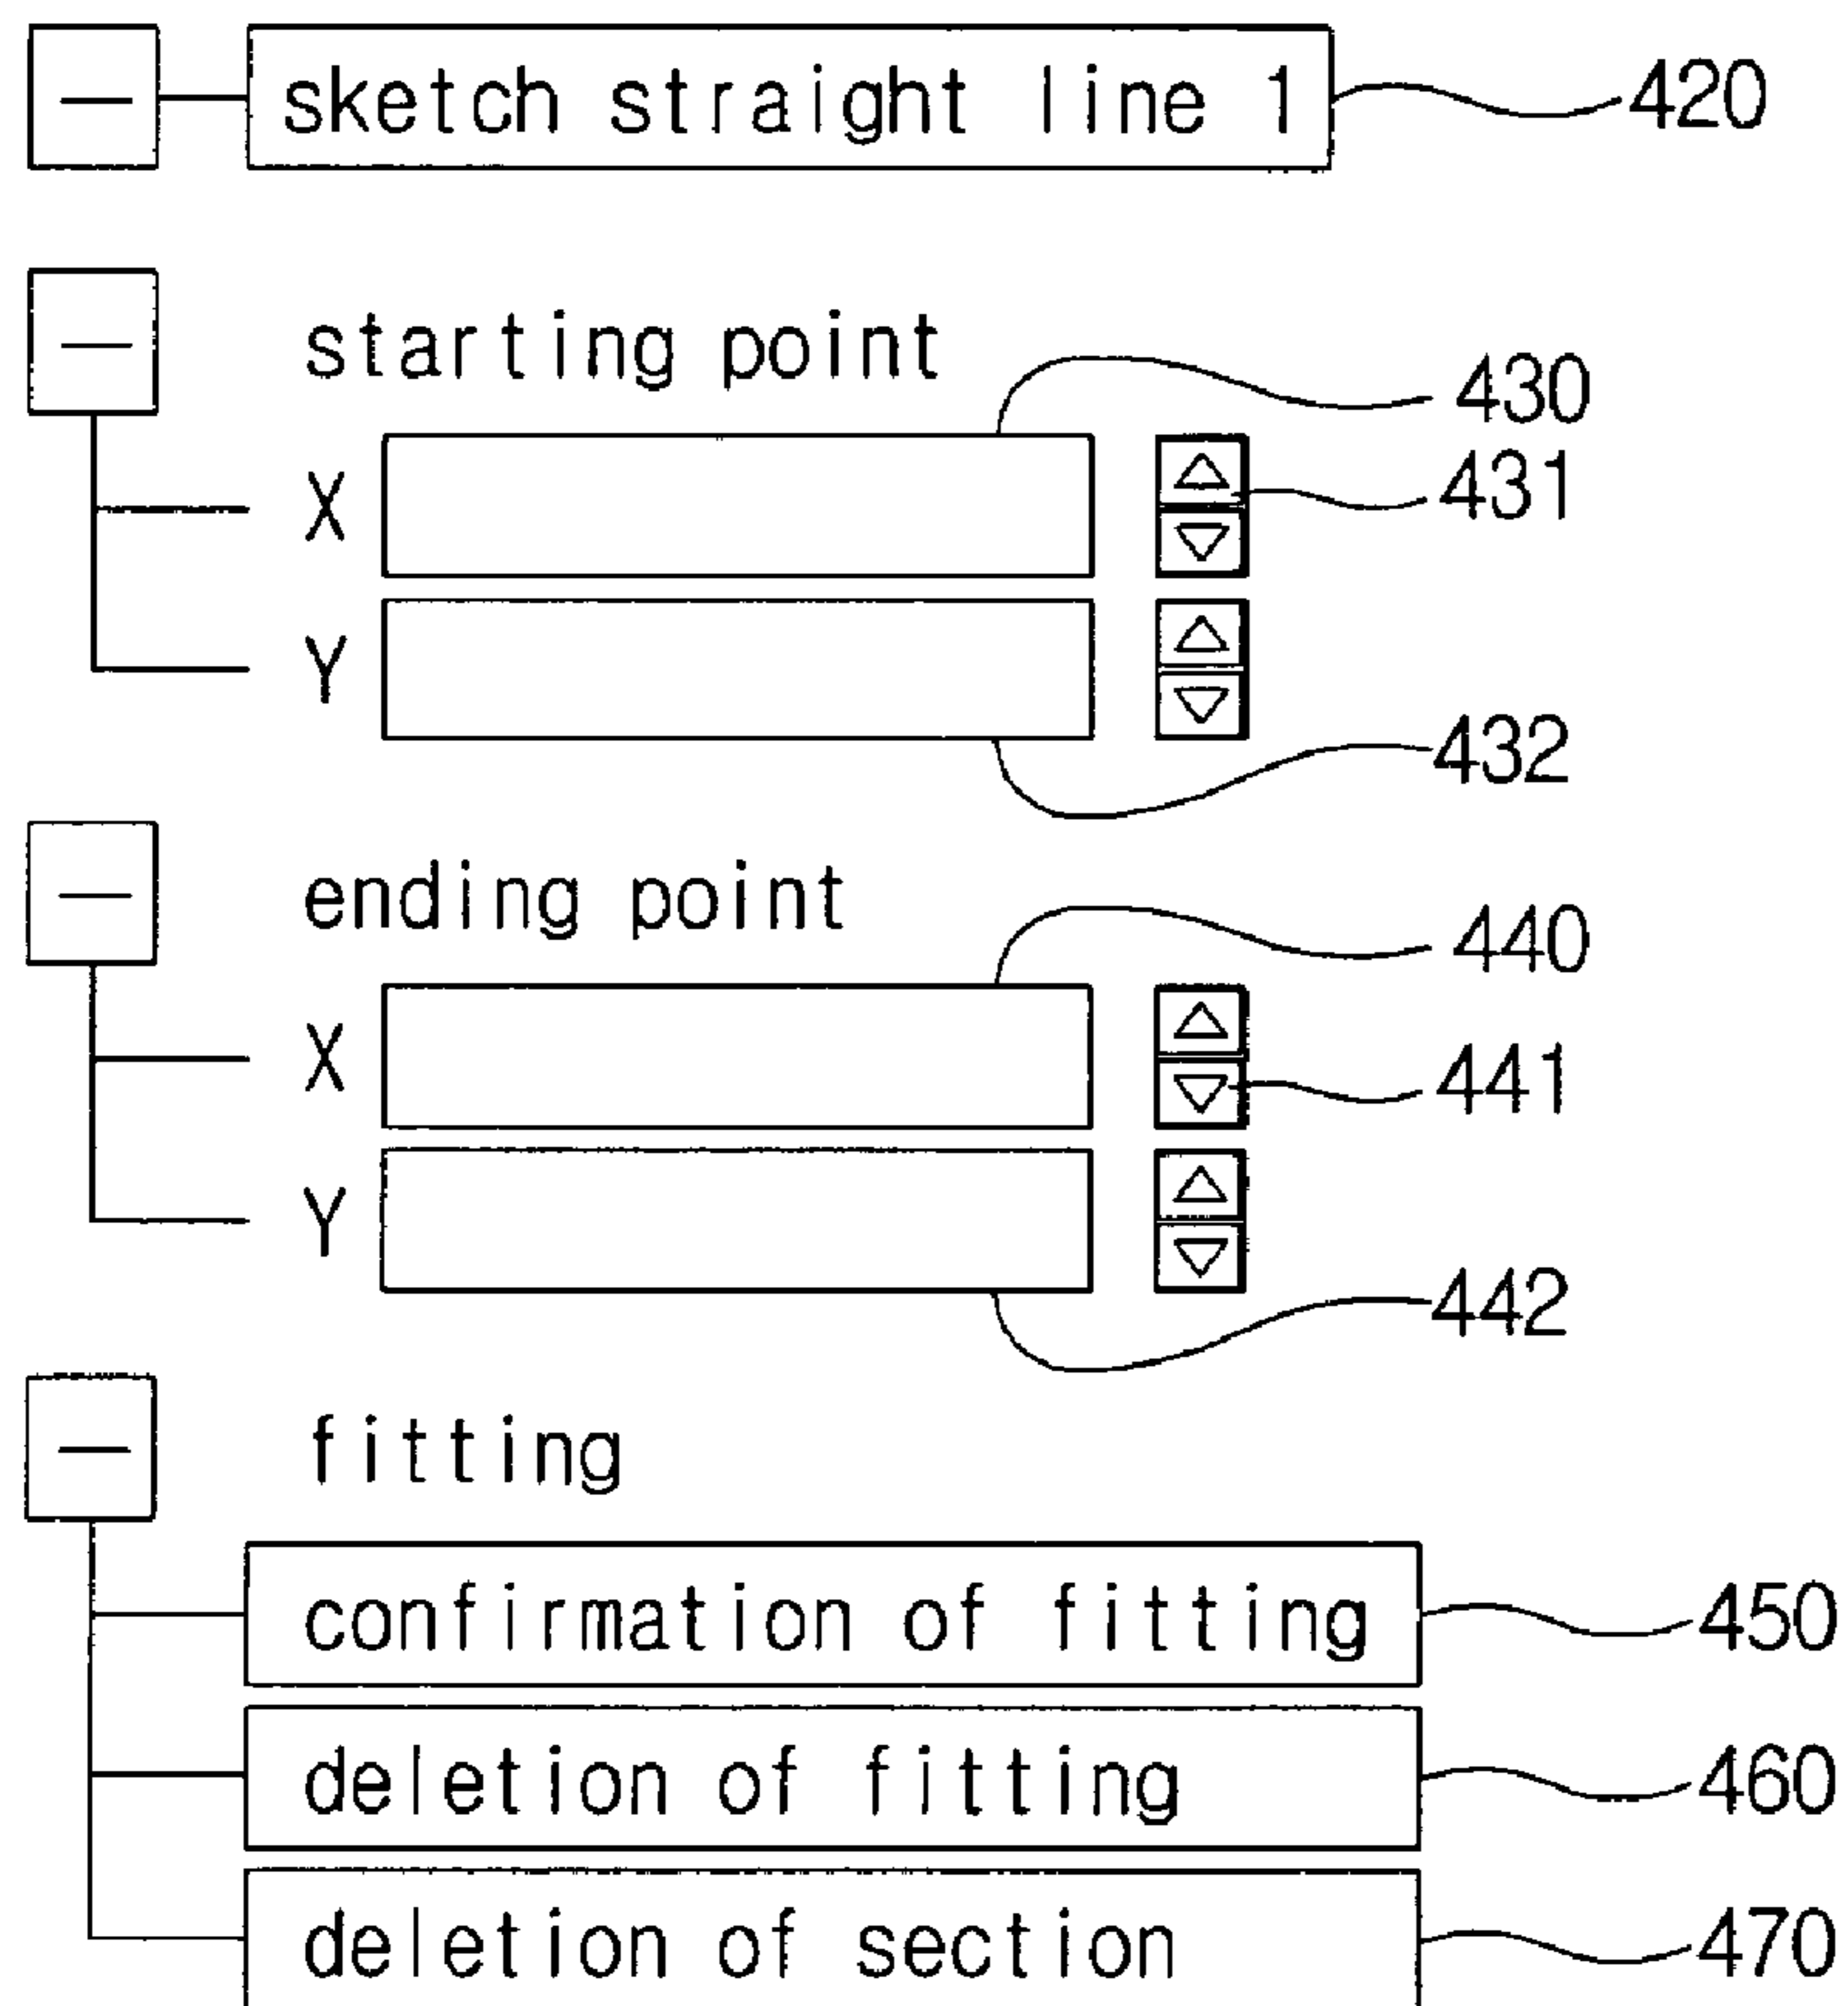 sketch straight line 1 420
starting point
430
X 431
Y
432
ending point
440
X 441
Y
442
fitting
confirmation of fitting 450
deletion of fitting 460
deletion of section 470